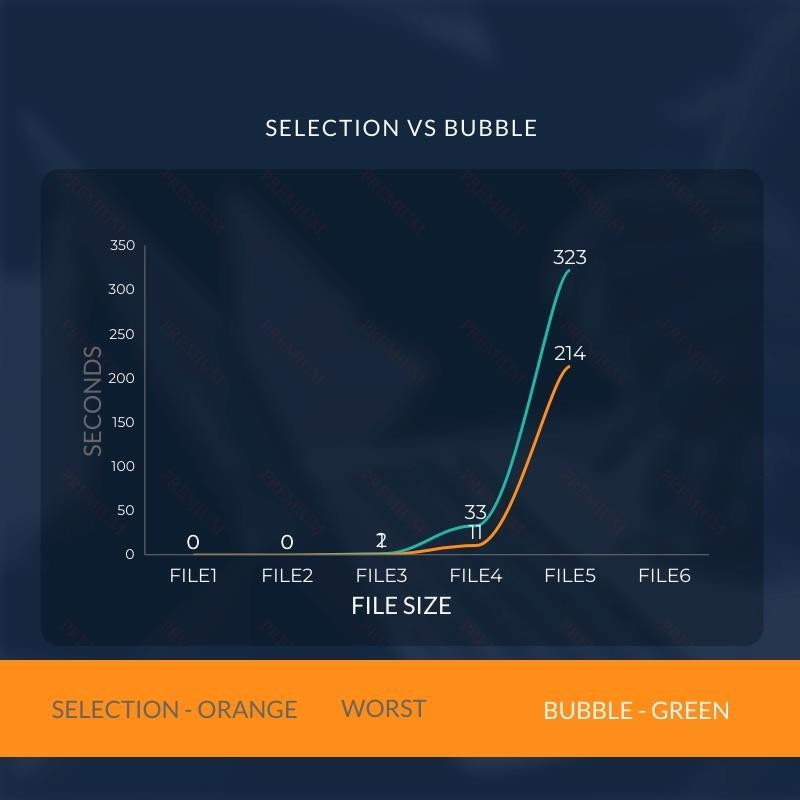 SELECTION VS BUBBLE
350
300
250
200
150
100
50
0
SECONDS
323
214
33
11
0
0
FILE1 FILE2 FILE3 FILE4 FILE5 FILE6
FILE SIZE
SELECTION - ORANGE WORST BUBBLE - GREEN
PREMIUM